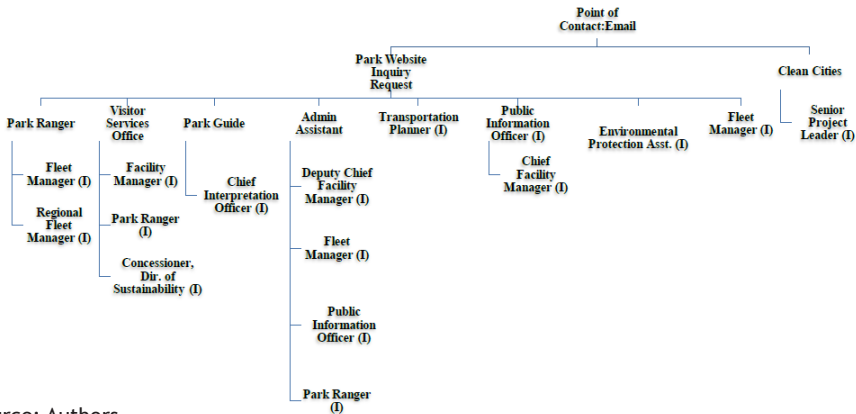 Point of
Contact:Email
Park Website
Inquiry
Request
Clean Cities
Park Ranger
Visitor
Services
Office
Park Guide
Admin
Assistant
Transportation
Planner (I)
Public
Information
Officer (I)
Environmental
Protection Asst. (I)
Fleet
Manager (I)
Senior
Project
Leader (I)
Fleet
Manager (I)
Regional
Fleet
Manager (I)
Facility
Manager (I)
Park Ranger
(I)
Concessioner,
Dir. of
Sustainability (I)
Chief
Interpretation
Officer (I)
Deputy Chief
Facility
Manager (I)
Fleet
Manager (I)
Public
Information
Officer (I)
Park Ranger
(I)
Chief
Facility
Manager (I)
Authors